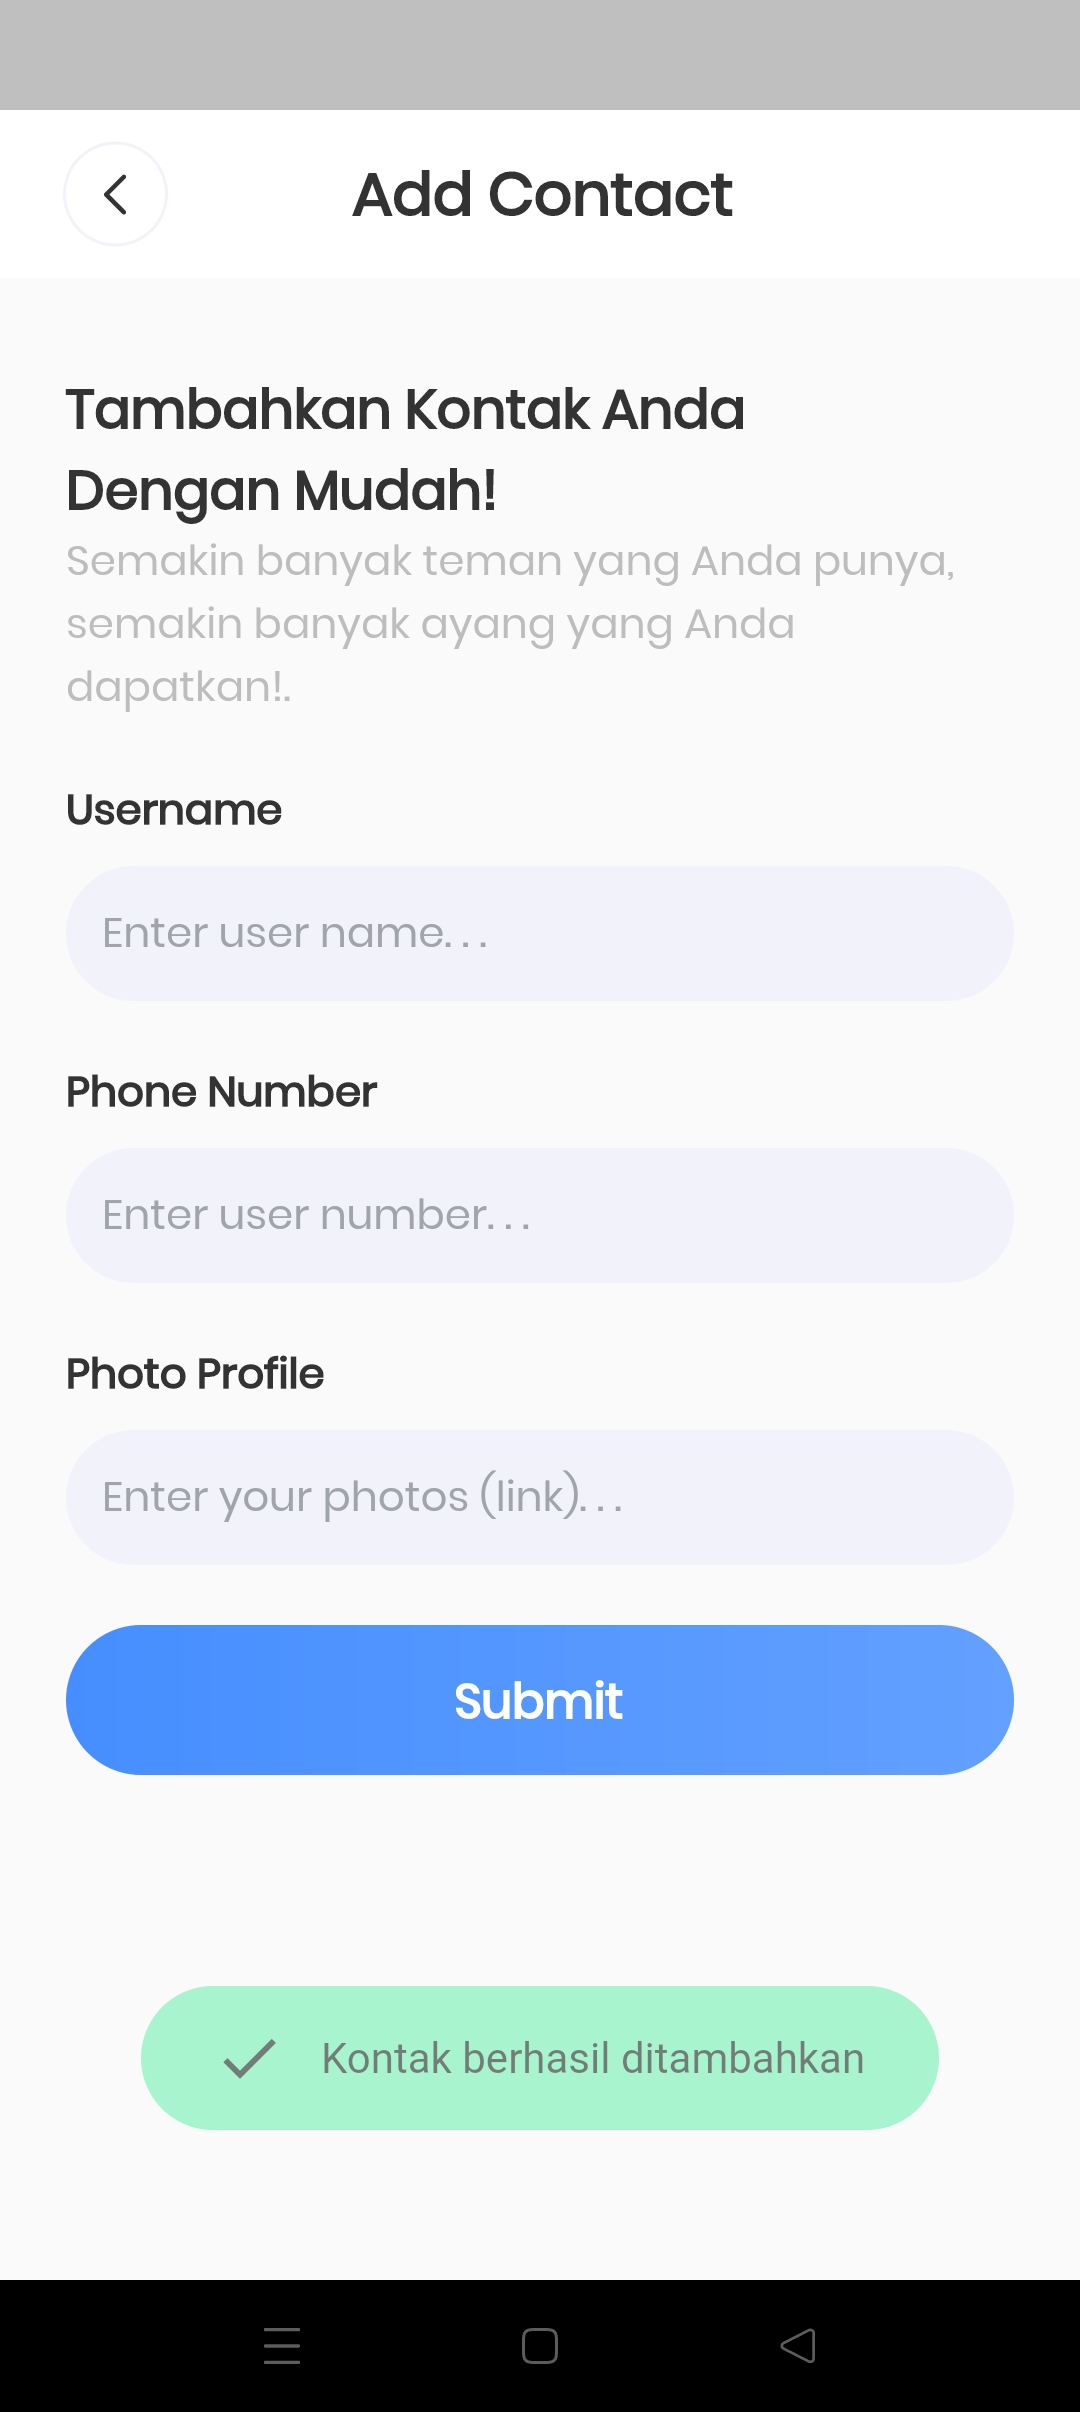 Add Contact
Tambahkan Kontak Anda
Dengan Mudah!
Semakin banyak teman yang Anda punya,
semakin banyak ayang yang Anda
dapatkan!.
Username
Enter user name. . .
Phone Number
Enter user number. . .
Photo Profile
Enter your photos (link). . .
Submit
Kontak berhasil ditambahkan